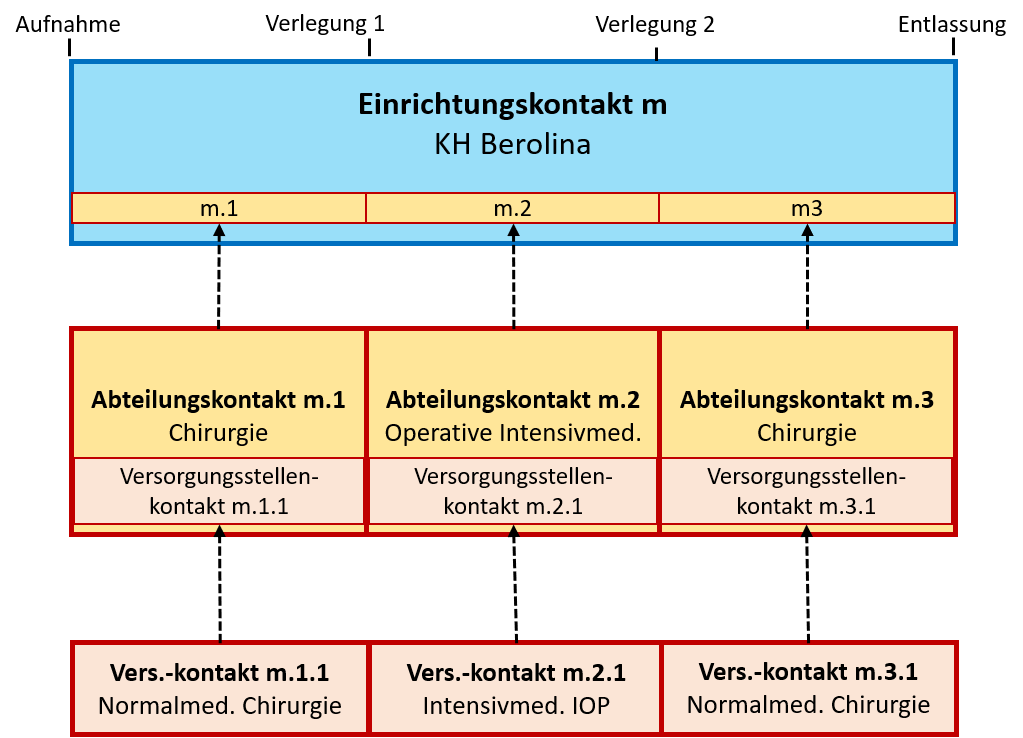 Aufnahme
Verlegung 1
Verlegung 2
Entlassung
Einrichtungskontakt m
KH Berolina
m.1
m.2
m3
Abteilungskontakt m.1
Chirurgie
Abteilungskontakt m.2
Operative Intensivmed.
Abteilungskontakt m.3
Chirurgie
Versorgungsstellen-
kontakt m.1.1
Versorgungsstellen-
kontakt m.2.1
Versorgungsstellen-
kontakt m.3.1
Vers.-kontakt m.1.1
Normalmed. Chirurgie
Vers.-kontakt m.2.1
Intensivmed. IOP
Vers.-kontakt m.3.1
Normalmed. Chirurgie